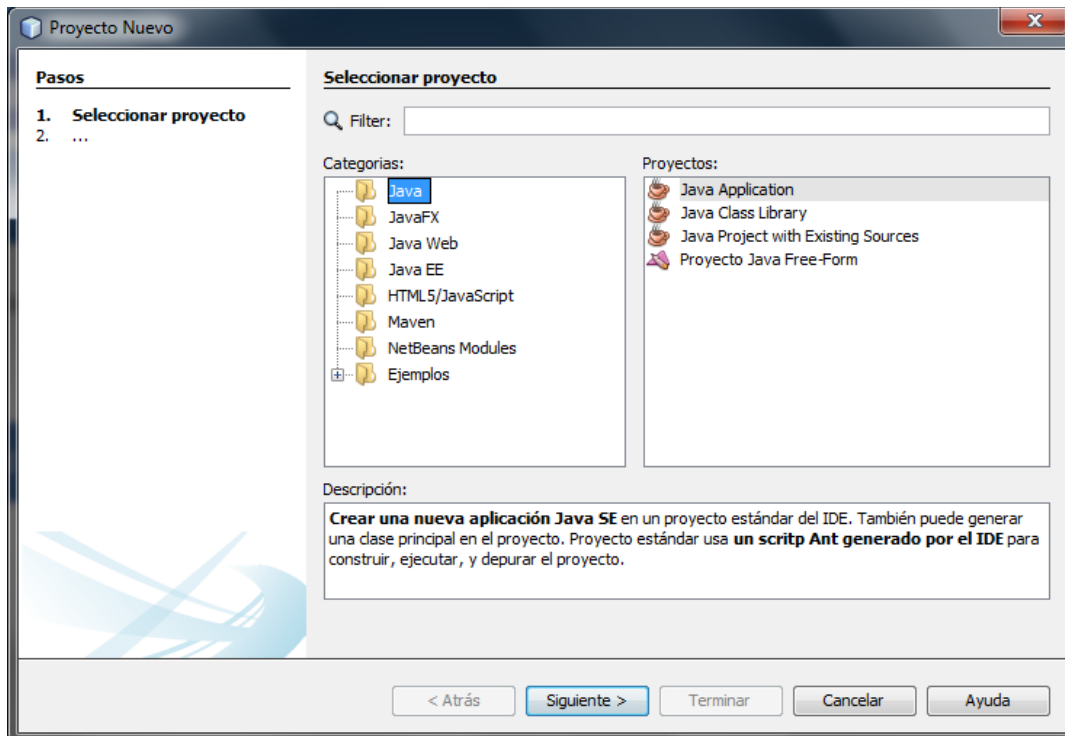 Proyecto Nuevo
Pasos
1. Seleccionar proyecto
2. ...
Seleccionar proyecto
Filter:
Categorias:
Java
JavaFX
Java Web
Java EE
HTML5/JavaScript
Maven
NetBeans Modules
Ejemplos
Proyectos:
Java Application
Java Class Library
Java Project with Existing Sources
Proyecto Java Free-Form
Descripción:
Crear una nueva aplicación Java SE en un proyecto estándar del IDE. También puede generar
una clase principal en el proyecto. Proyecto estándar usa un scritp Ant generado por el IDE para
construir, ejecutar, y depurar el proyecto.
< Atrás
Siguiente >
Terminar
Cancelar
Ayuda